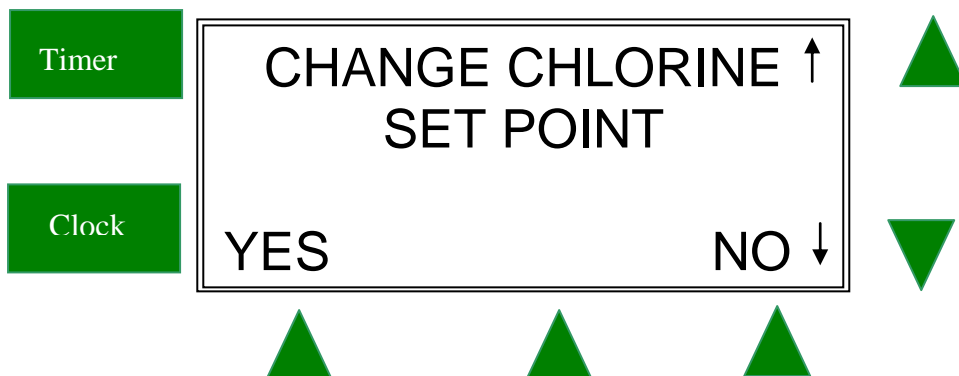 Timer
CHANGE CHLORINE ↑
SET POINT
Clock
YES NO ↓